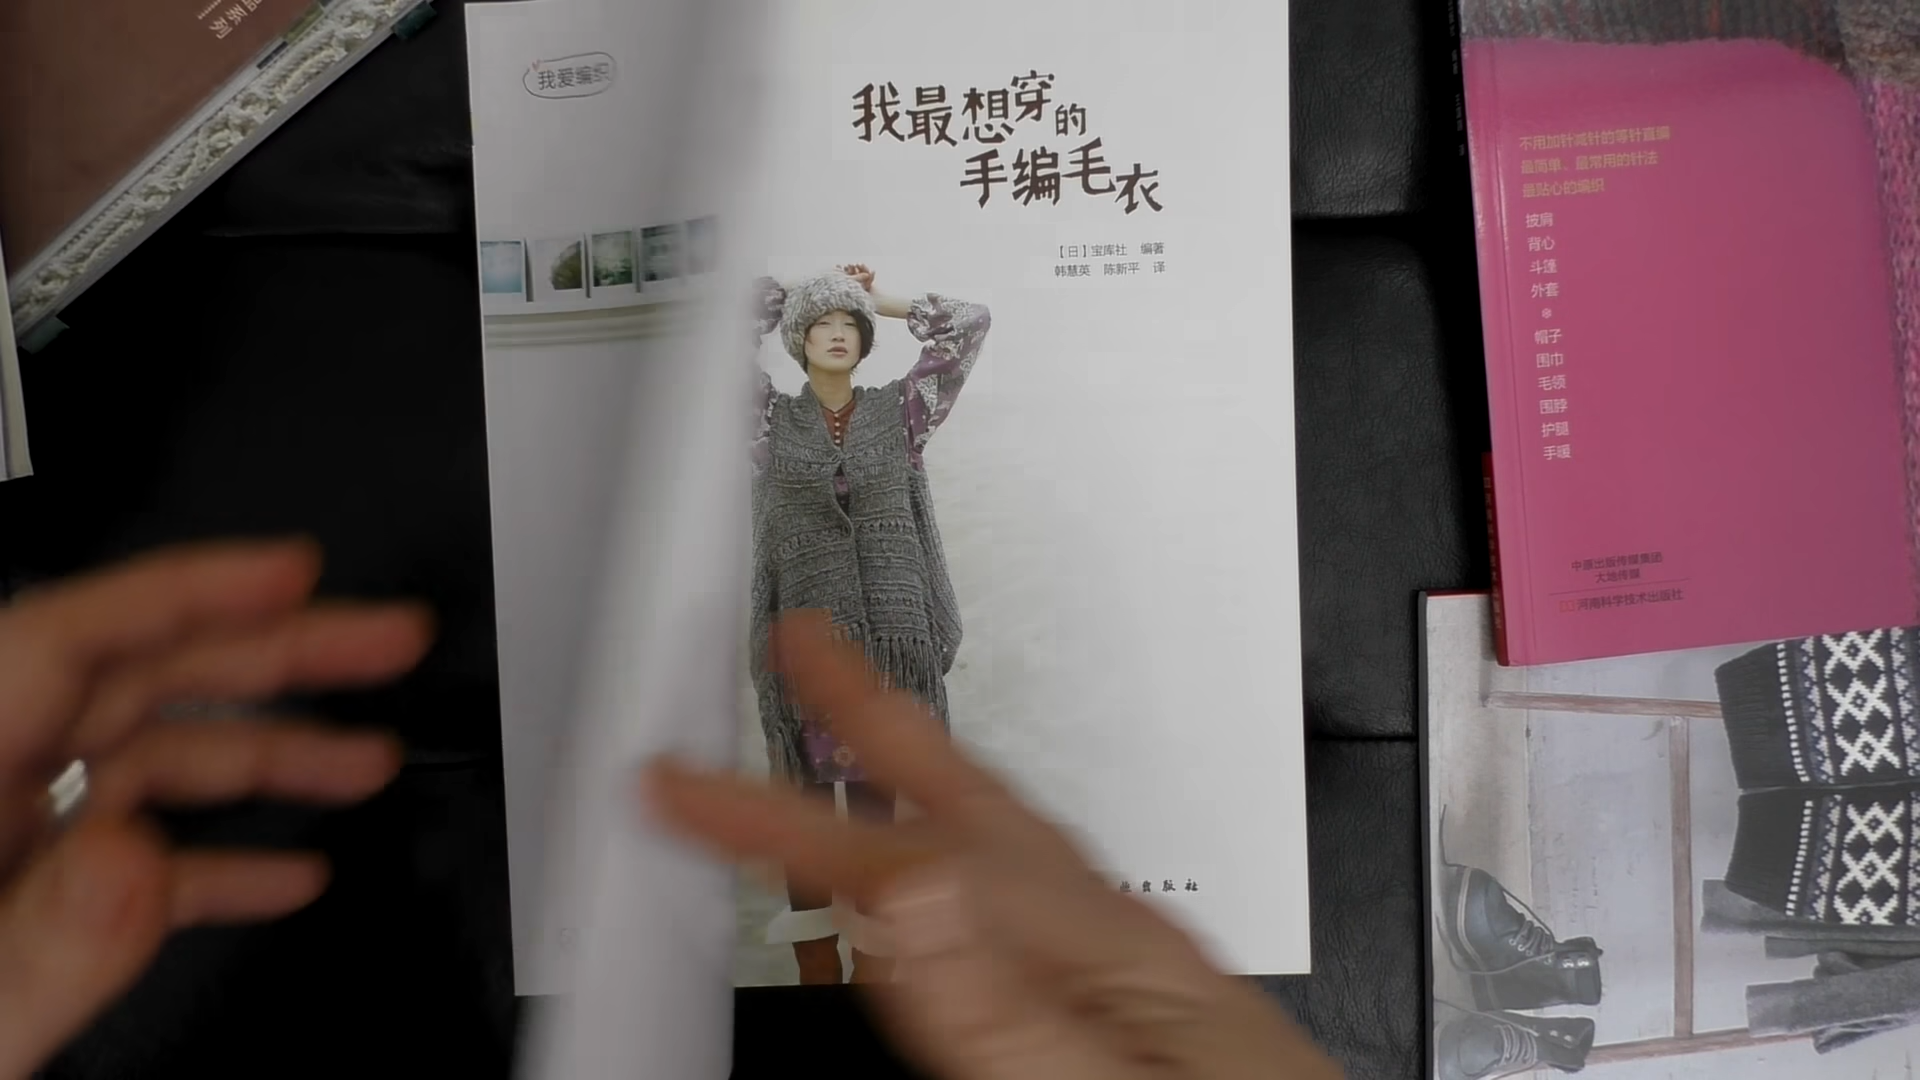 我爱编织
我最想穿的
手编毛衣
【日】宝库社 编著
韩慧英 陈新平 译
出版社
不用加针减针的等针直编
最简单、最常用的针法
最贴心的编织
披肩
背心
斗篷
外套
帽子
围巾
毛领
围脖
护腿
手暖
中原出版传媒集团
大地传媒
河南科学技术出版社